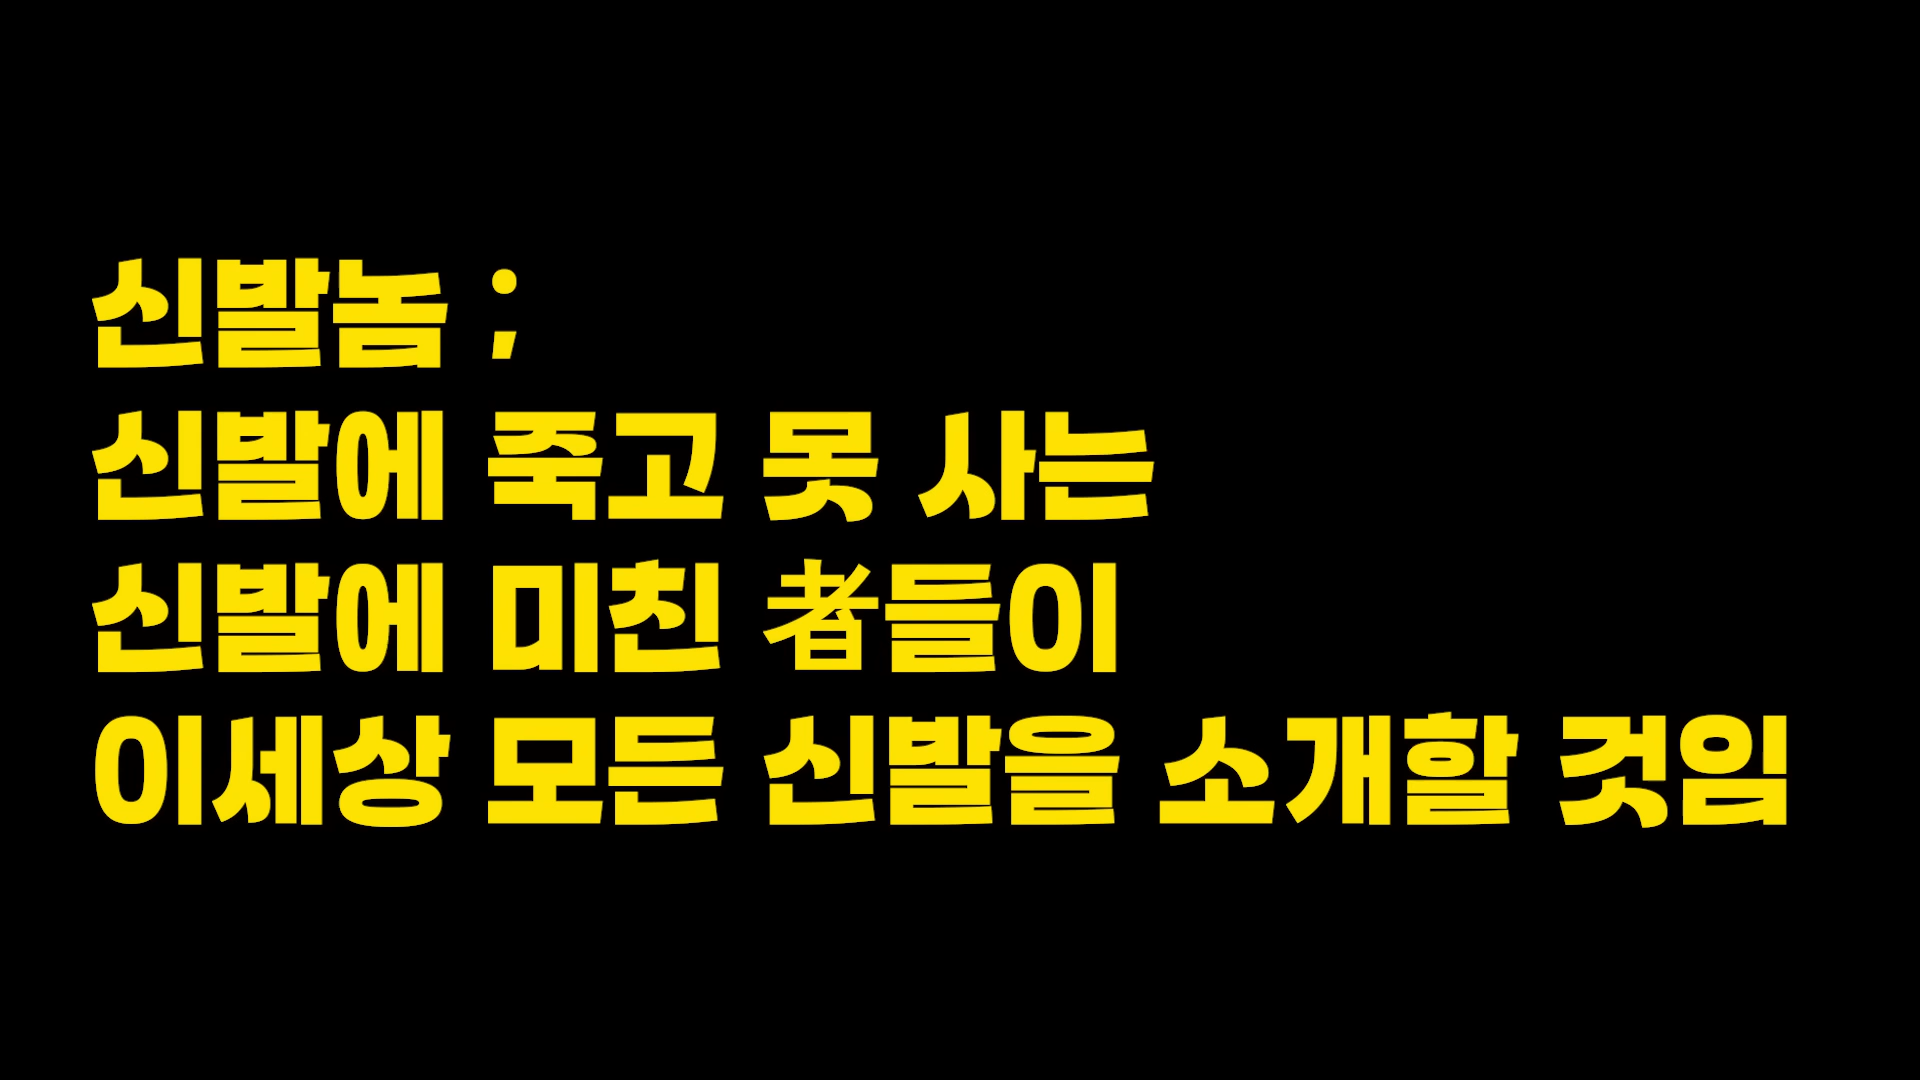 신발놈 ;
신발에 죽고 못 사는
신발에 미친 者들이
이세상 모든 신발을 소개할 것임